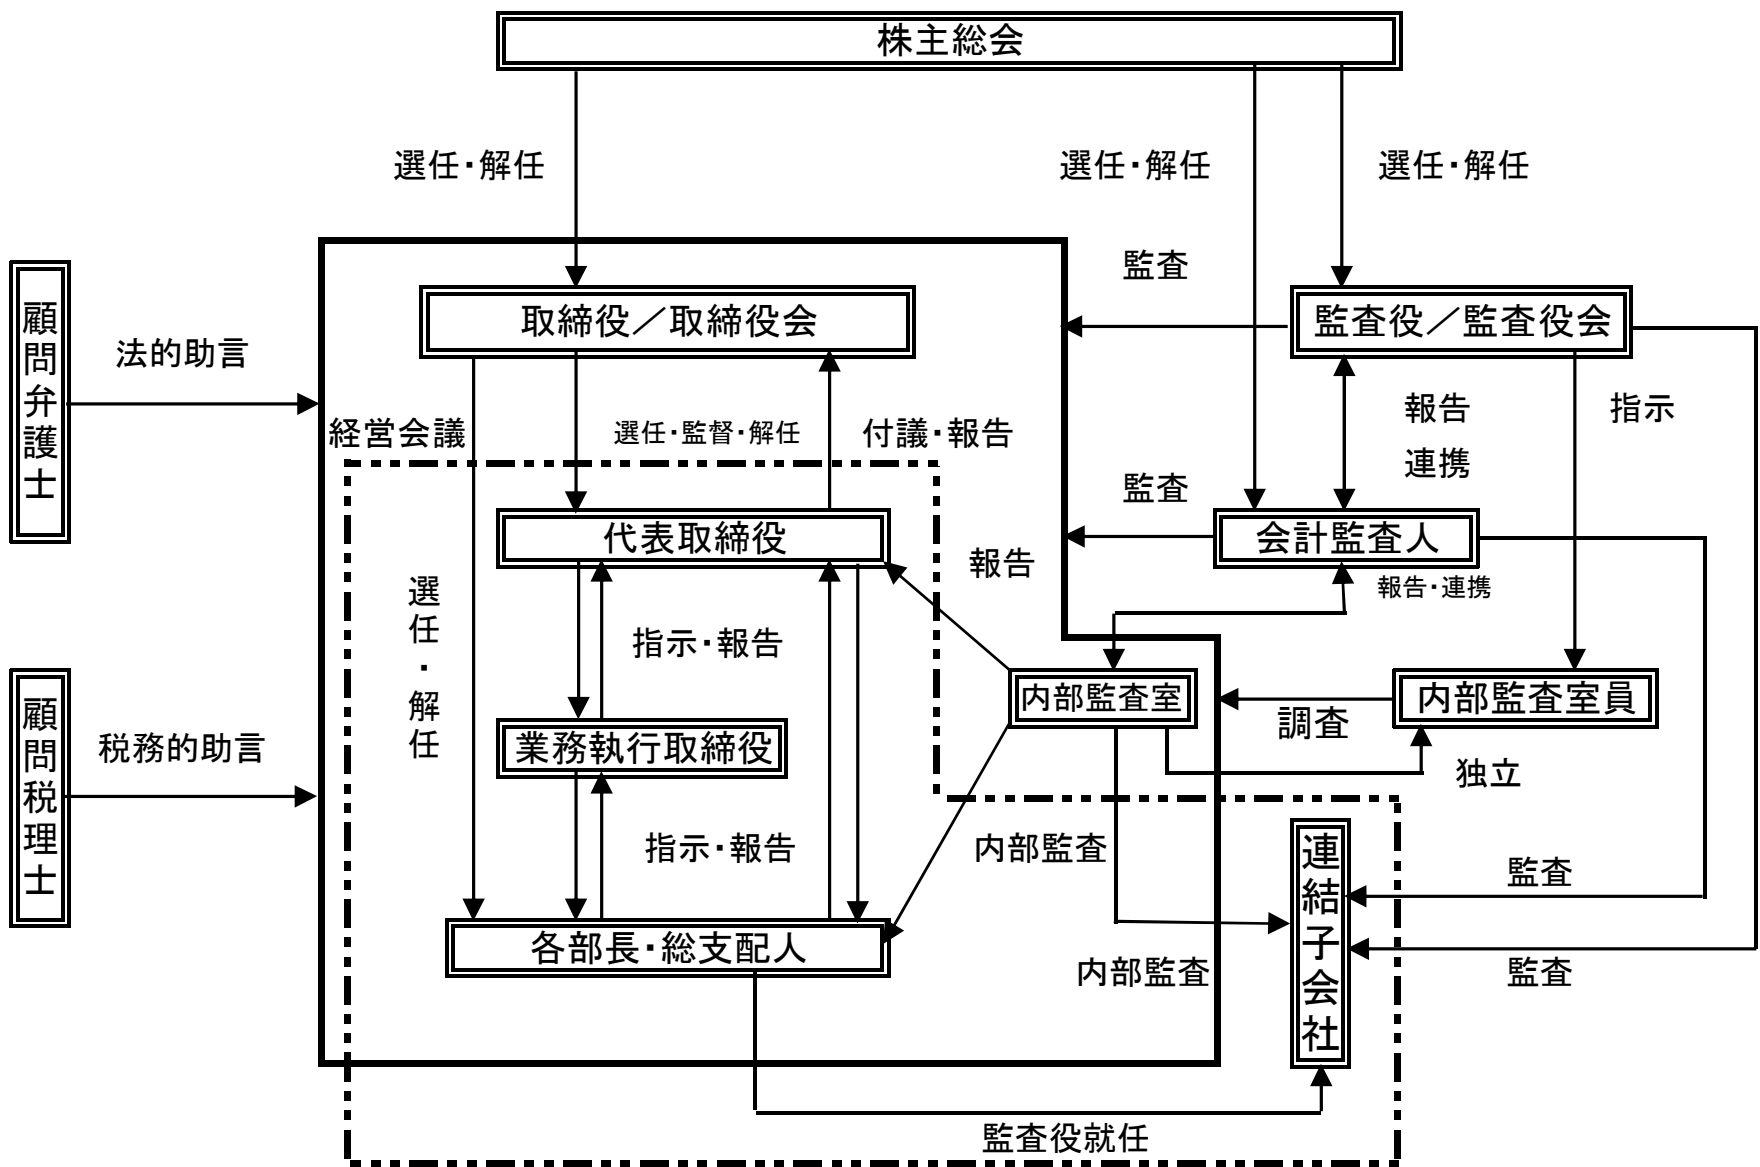 株主総会
選任・解任
選任・解任
選任・解任
監査
顧問弁護士
法的助言
取締役／取締役会
監査役／監査役会
経営会議
選任・監督・解任
付議・報告
報告
連携
指示
監査
代表取締役
会計監査人
報告
報告・連携
選任・解任
指示・報告
内部監査室
内部監査室員
調査
顧問税理士
税務的助言
業務執行取締役
独立
指示・報告
内部監査
連結子会社
監査
各部長・総支配人
内部監査
監査
監査役就任